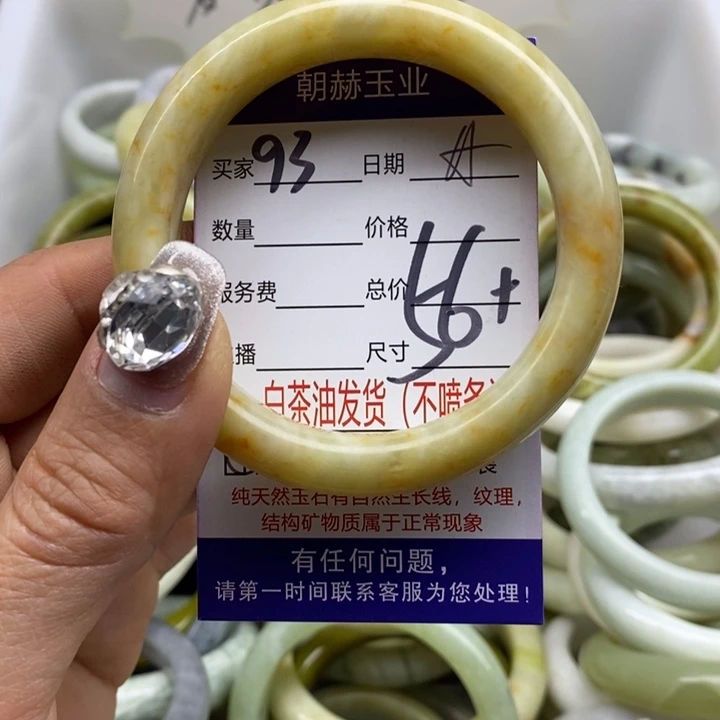 朝赫玉业
买家 93 日期
数量 价格
服务费 总价
播 尺寸
白茶油发货（不喷务）
纯天然玉石有自然生长线，纹理，
结构矿物质属于正常现象
有任何问题，
请第一时间联系客服为您处理！